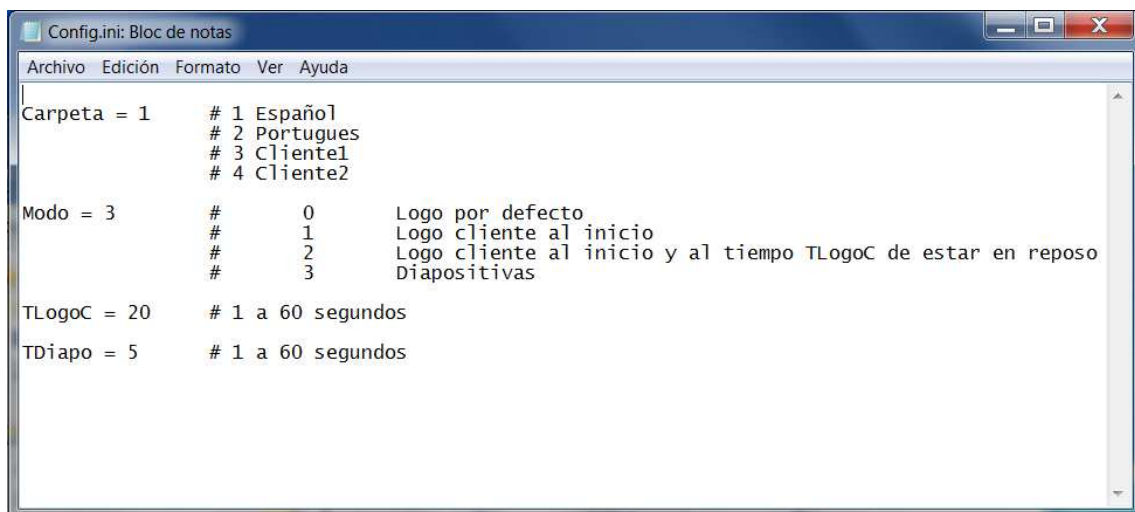 Config.ini: Bloc de notas
Archivo Edición Formato Ver Ayuda
Carpeta = 1 # 1 Español
# 2 Portugues
# 3 Cliente1
# 4 Cliente2
Modo = 3 # 0 Logo por defecto
# 1 Logo cliente al inicio
# 2 Logo cliente al inicio y al tiempo TLogoC de estar en reposo
# 3 Diapositivas
TLogoC = 20 # 1 a 60 segundos
TDiapo = 5 # 1 a 60 segundos